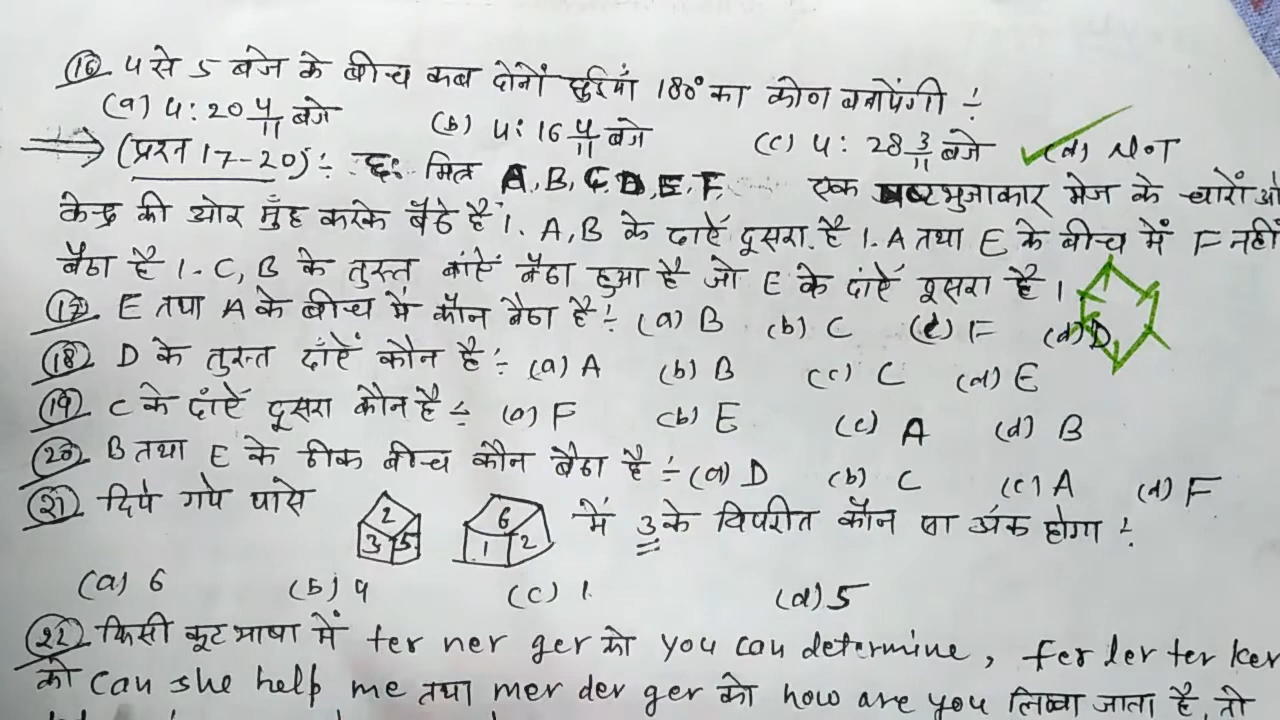 (16) 4 से 5 बजे के बीच कब दोनों सुईयाँ 180° का कोण बनायेंगी ÷
(a) 4:20 4/11 बजे (b) 4:16 4/11 बजे (c) 4:28 3/11 बजे (d) NOT
⇒ (प्रश्न 17-20)÷ छः मित्र A, B, C, D, E, F, एक भुजाकार मेज के चारों ओ
केन्द्र की ओर मुँह करके बैठे है।. A, B के दाऐं दूसरा है।. A तथा E के बीच में F नहीं
बैठा है।. C, B के तुरन्त बांऐं बैठा हुआ है जो E के दांऐं दूसरा है।
(17) E तथा A के बीच में कौन बैठा है÷ (a) B (b) C (c) F (d) D
(18) D के तुरन्त दांऐं कौन है÷ (a) A (b) B (c) C (d) E
(19) C के दांऐं दूसरा कौन है÷ (a) F (b) E (c) A (d) B
(20) B तथा E के ठीक बीच कौन बैठा है÷ (a) D (b) C (c) A (d) F
(21) दिये गये पासे 2 3 5 6 1 2 में 3 के विपरीत कौन सा अंक होगा ÷
(a) 6 (b) 4 (c) 1 (d) 5
(22) किसी कूट भाषा में ter ner ger को you can determine, fer ler ter ker
को can she help me तथा mer der ger को how are you लिखा जाता है, तो